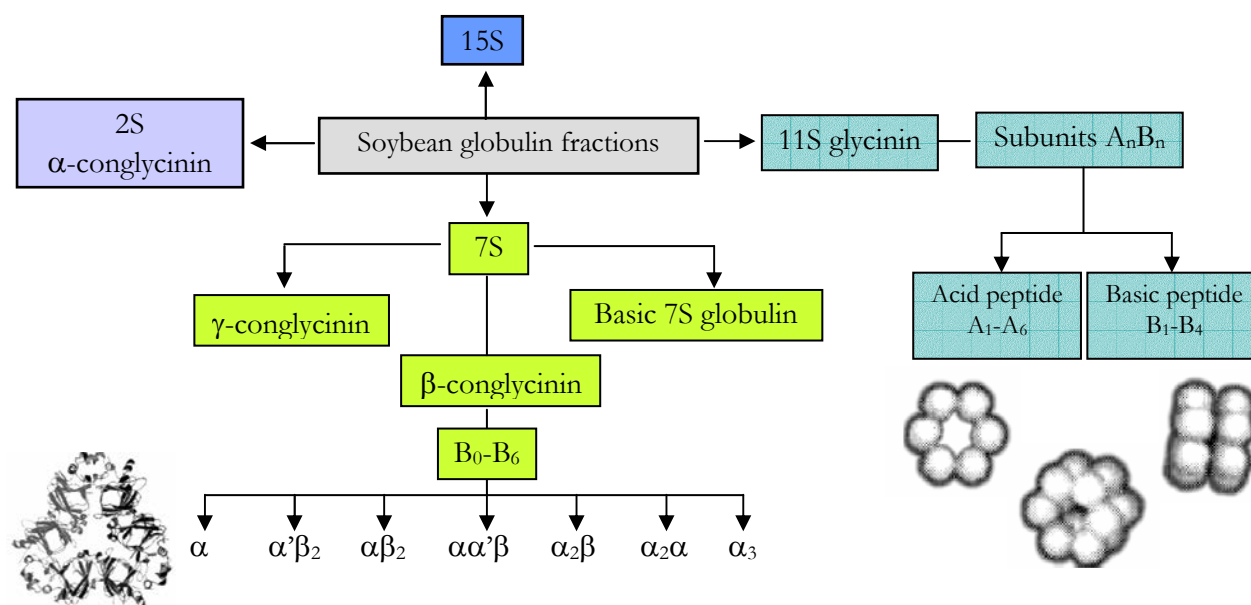 15S
2S
α-conglycinin
Soybean globulin fractions
11S glycinin
Subunits AₙBₙ
7S
Acid peptide
A₁-A₆
Basic peptide
B₁-B₄
γ-conglycinin
Basic 7S globulin
β-conglycinin
B₀-B₆
α
α’β₂
αβ₂
αα’β
α₂β
α₂α
α₃